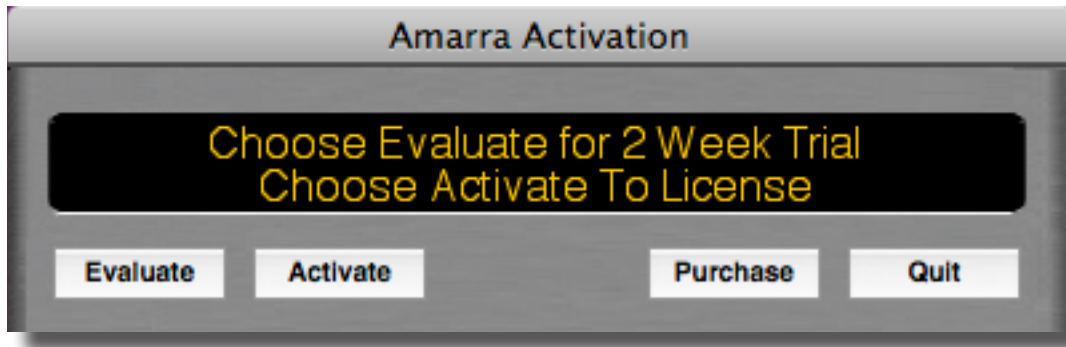 Amarra Activation
Choose Evaluate for 2 Week Trial
Choose Activate To License
Evaluate Activate Purchase Quit